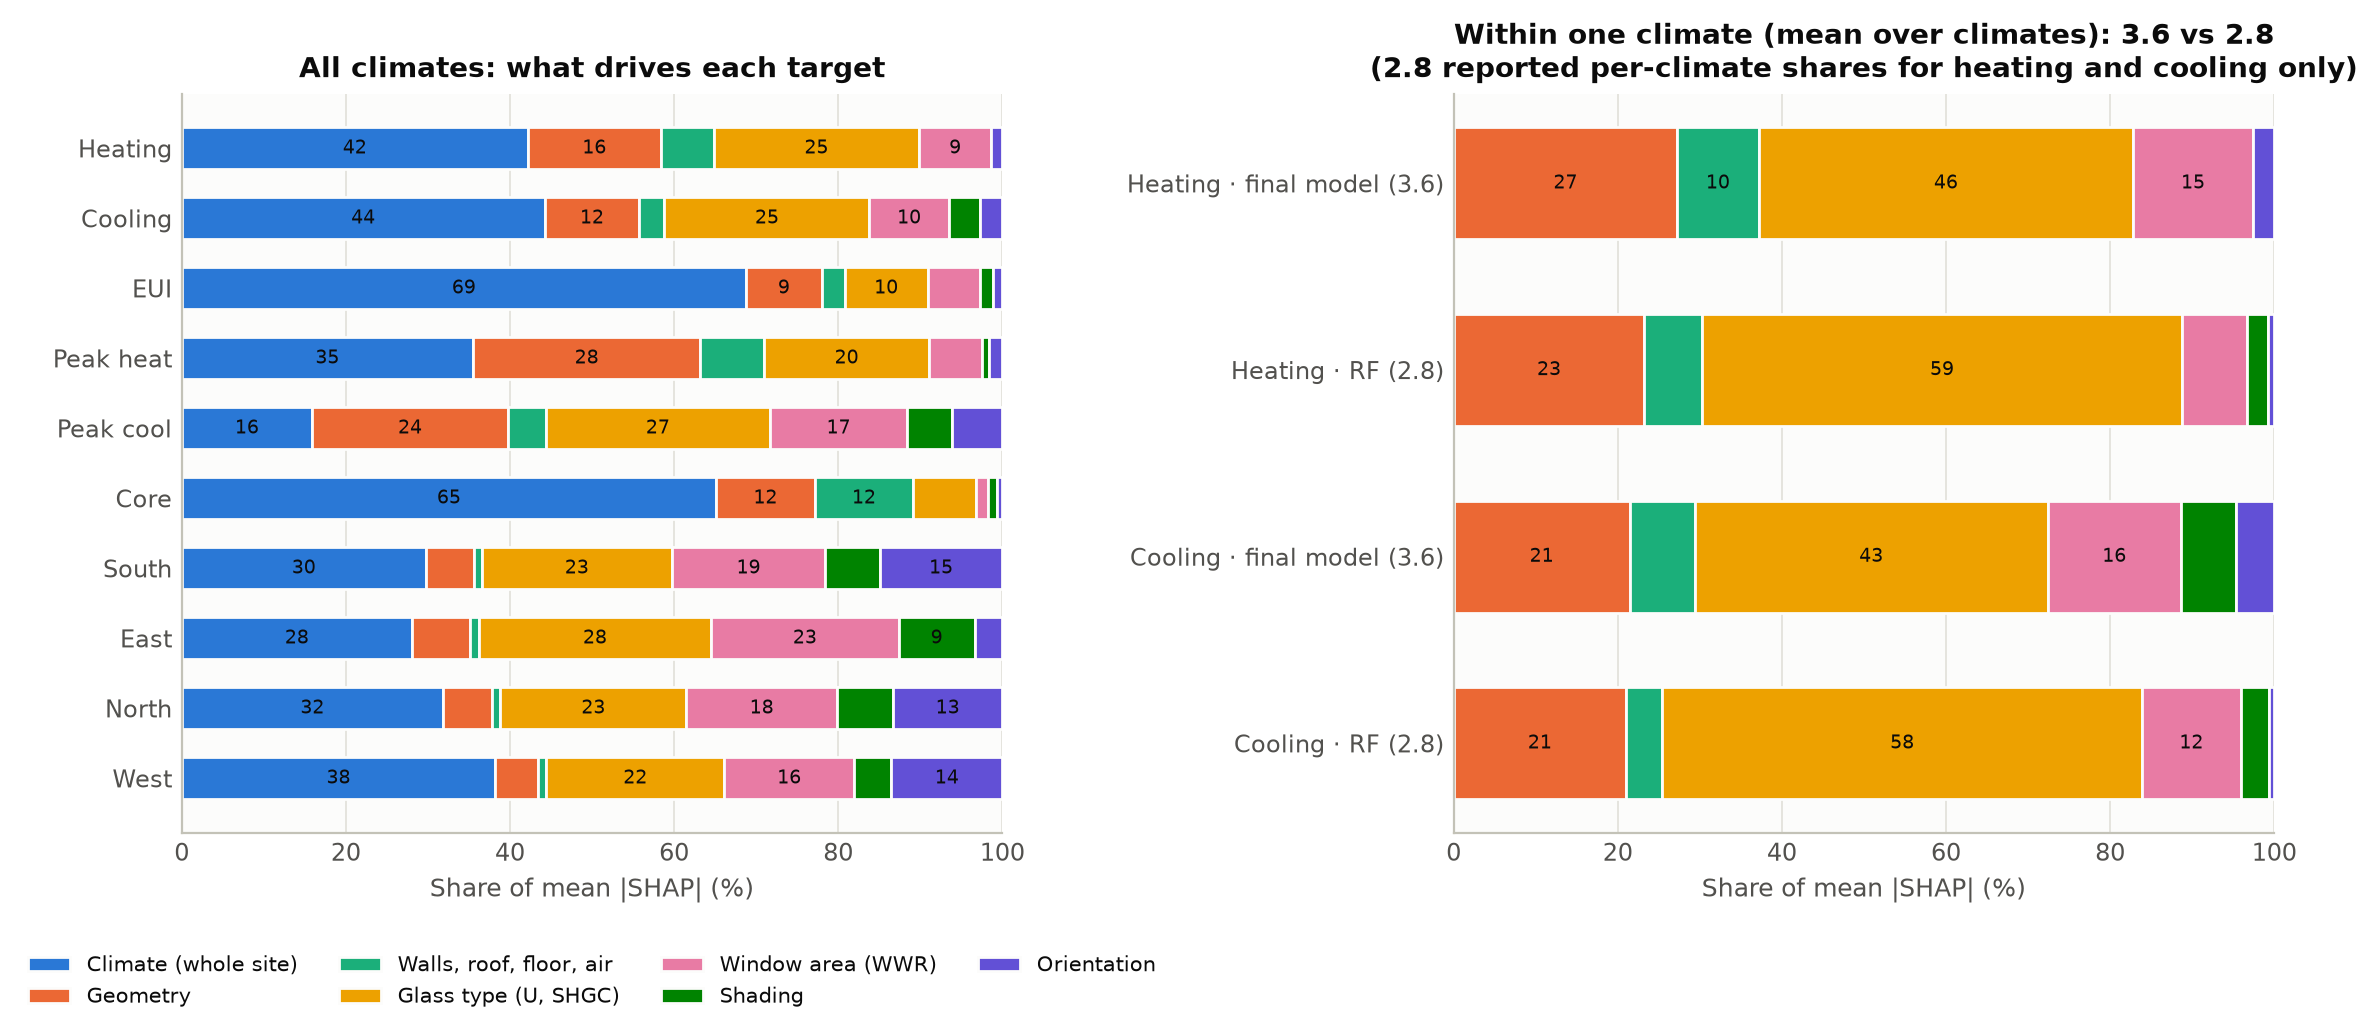 All climates: what drives each target
Heating 42 16 25 9
Cooling 44 12 25 10
EUI 69 9 10
Peak heat 35 28 20
Peak cool 16 24 27 17
Core 65 12 12
South 30 23 19 15
East 28 28 23 9
North 32 23 18 13
West 38 22 16 14
0 20 40 60 80 100
Share of mean |SHAP| (%)
Within one climate (mean over climates): 3.6 vs 2.8
(2.8 reported per-climate shares for heating and cooling only)
Heating · final model (3.6) 27 10 46 15
Heating · RF (2.8) 23 59
Cooling · final model (3.6) 21 43 16
Cooling · RF (2.8) 21 58 12
0 20 40 60 80 100
Share of mean |SHAP| (%)
Climate (whole site)
Geometry
Walls, roof, floor, air
Glass type (U, SHGC)
Window area (WWR)
Shading
Orientation